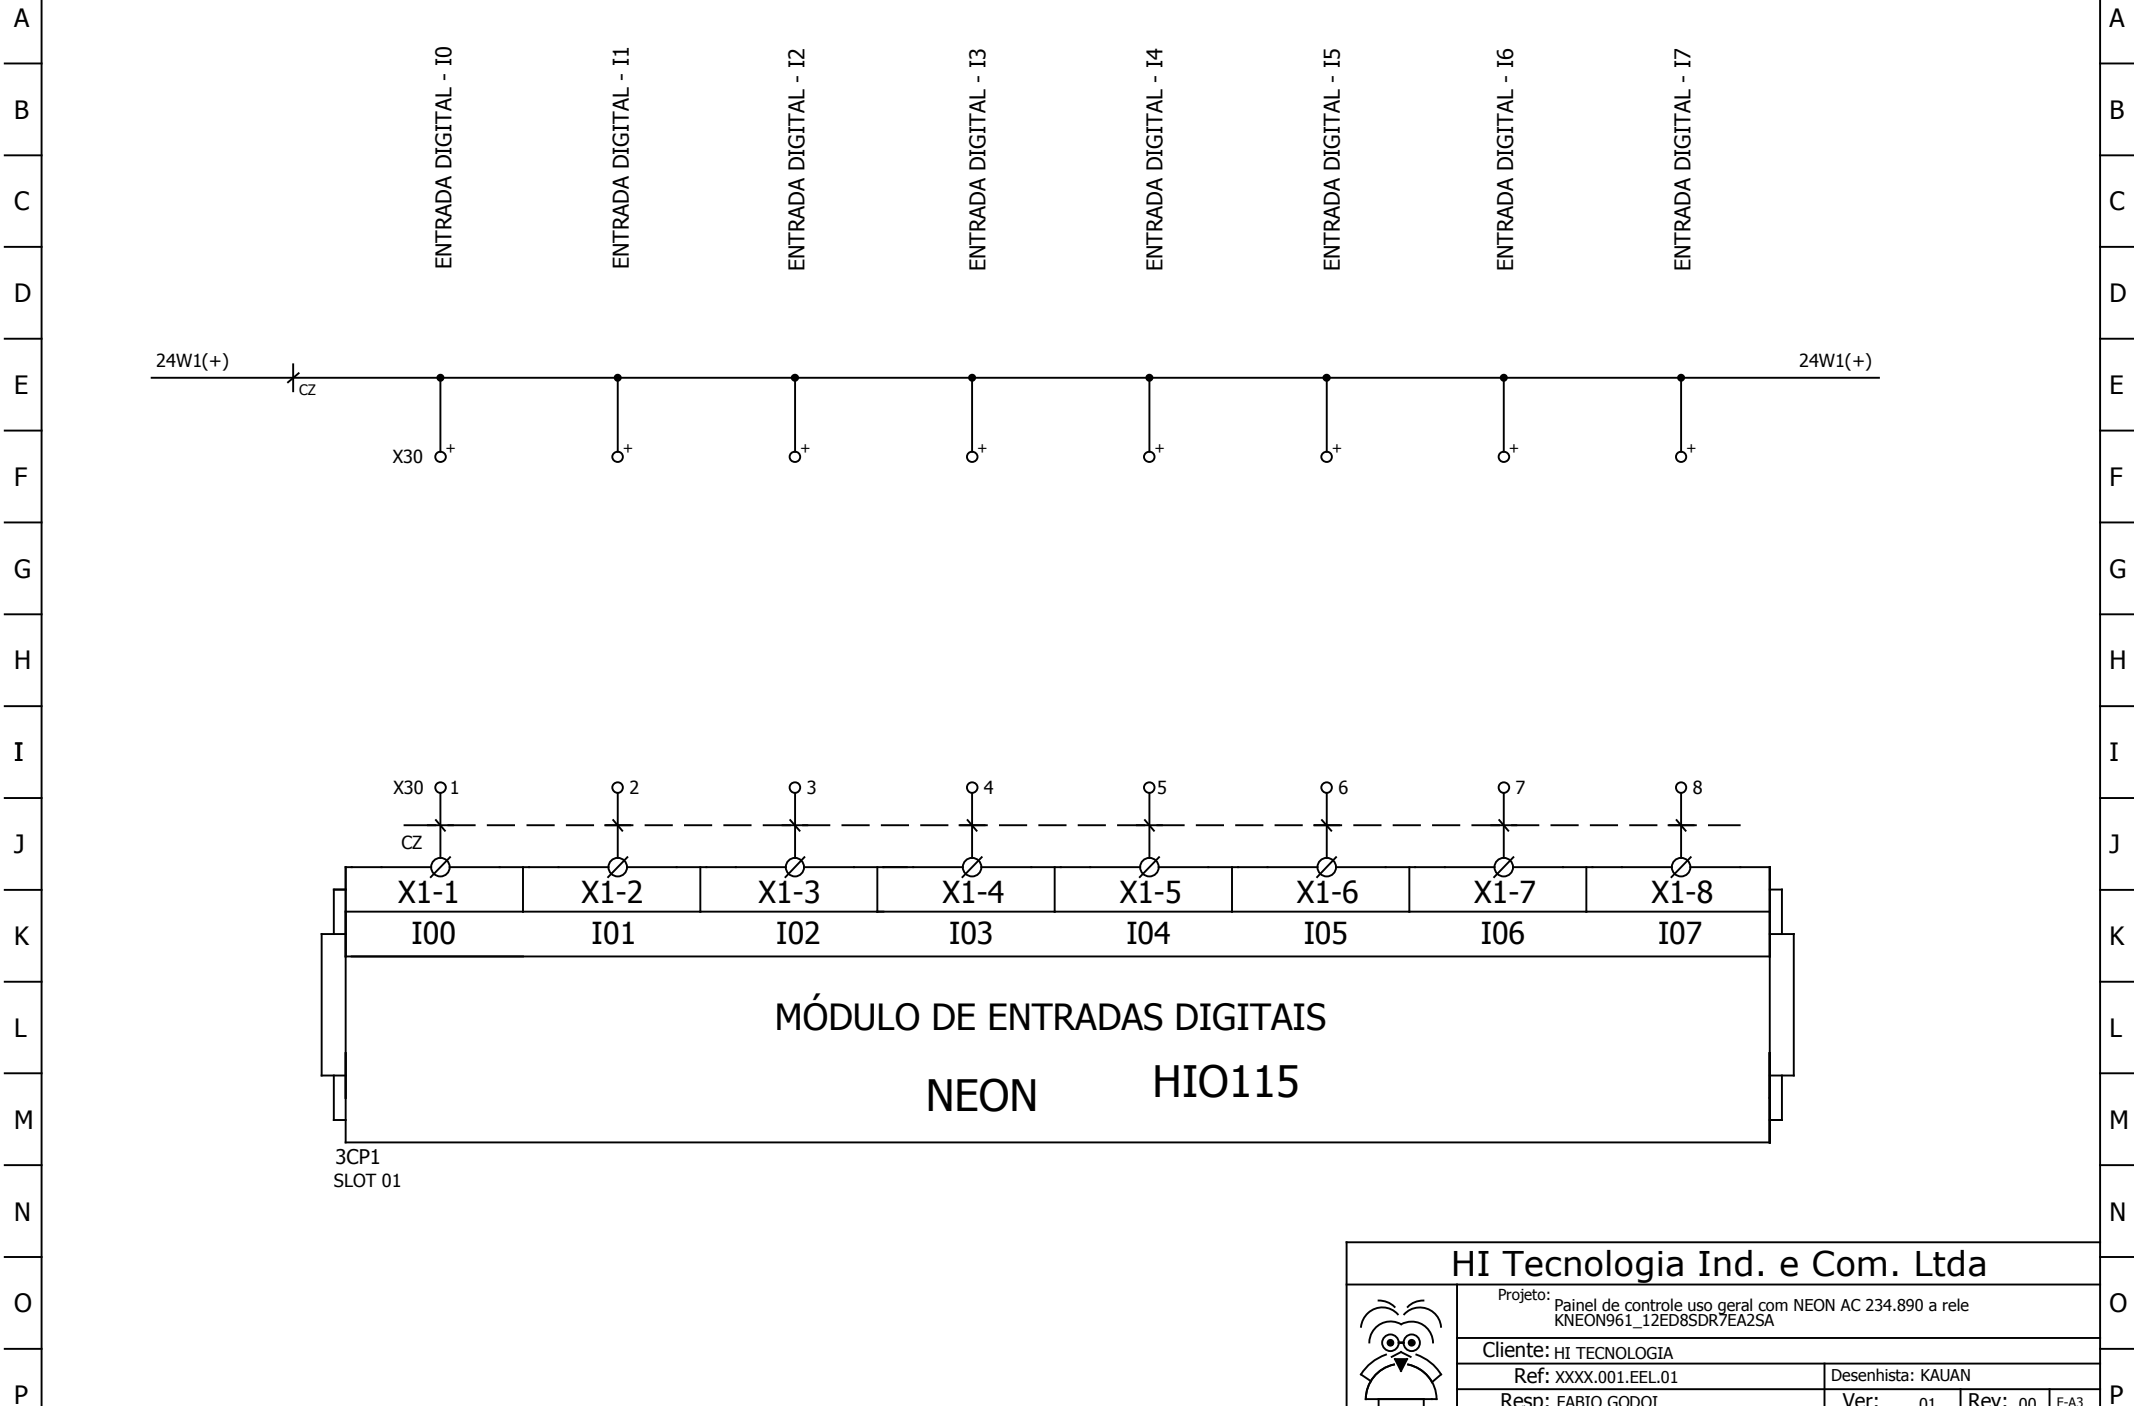 A A
ENTRADA DIGITAL - I0
ENTRADA DIGITAL - I1
ENTRADA DIGITAL - I2
ENTRADA DIGITAL - I3
ENTRADA DIGITAL - I4
ENTRADA DIGITAL - I5
ENTRADA DIGITAL - I6
ENTRADA DIGITAL - I7
B B
C C
D D
24W1(+) 24W1(+)
E CZ E
X30 + + + + + + + +
F F
G G
H H
I I
X30 1 2 3 4 5 6 7 8
J CZ J
X1-1 X1-2 X1-3 X1-4 X1-5 X1-6 X1-7 X1-8
K I00 I01 I02 I03 I04 I05 I06 I07 K
L MÓDULO DE ENTRADAS DIGITAIS L
NEON HIO115
M M
3CP1
SLOT 01
N N
HI Tecnologia Ind. e Com. Ltda
O O
Projeto: Painel de controle uso geral com NEON AC 234.890 a rele
KNEON961_12ED8SDR7EA2SA
Cliente: HI TECNOLOGIA
Ref: XXXX.001.EEL.01 Desenhista: KAUAN
P P
Resp: FABIO GODOI Ver: 01 Rev: 00 F-A3